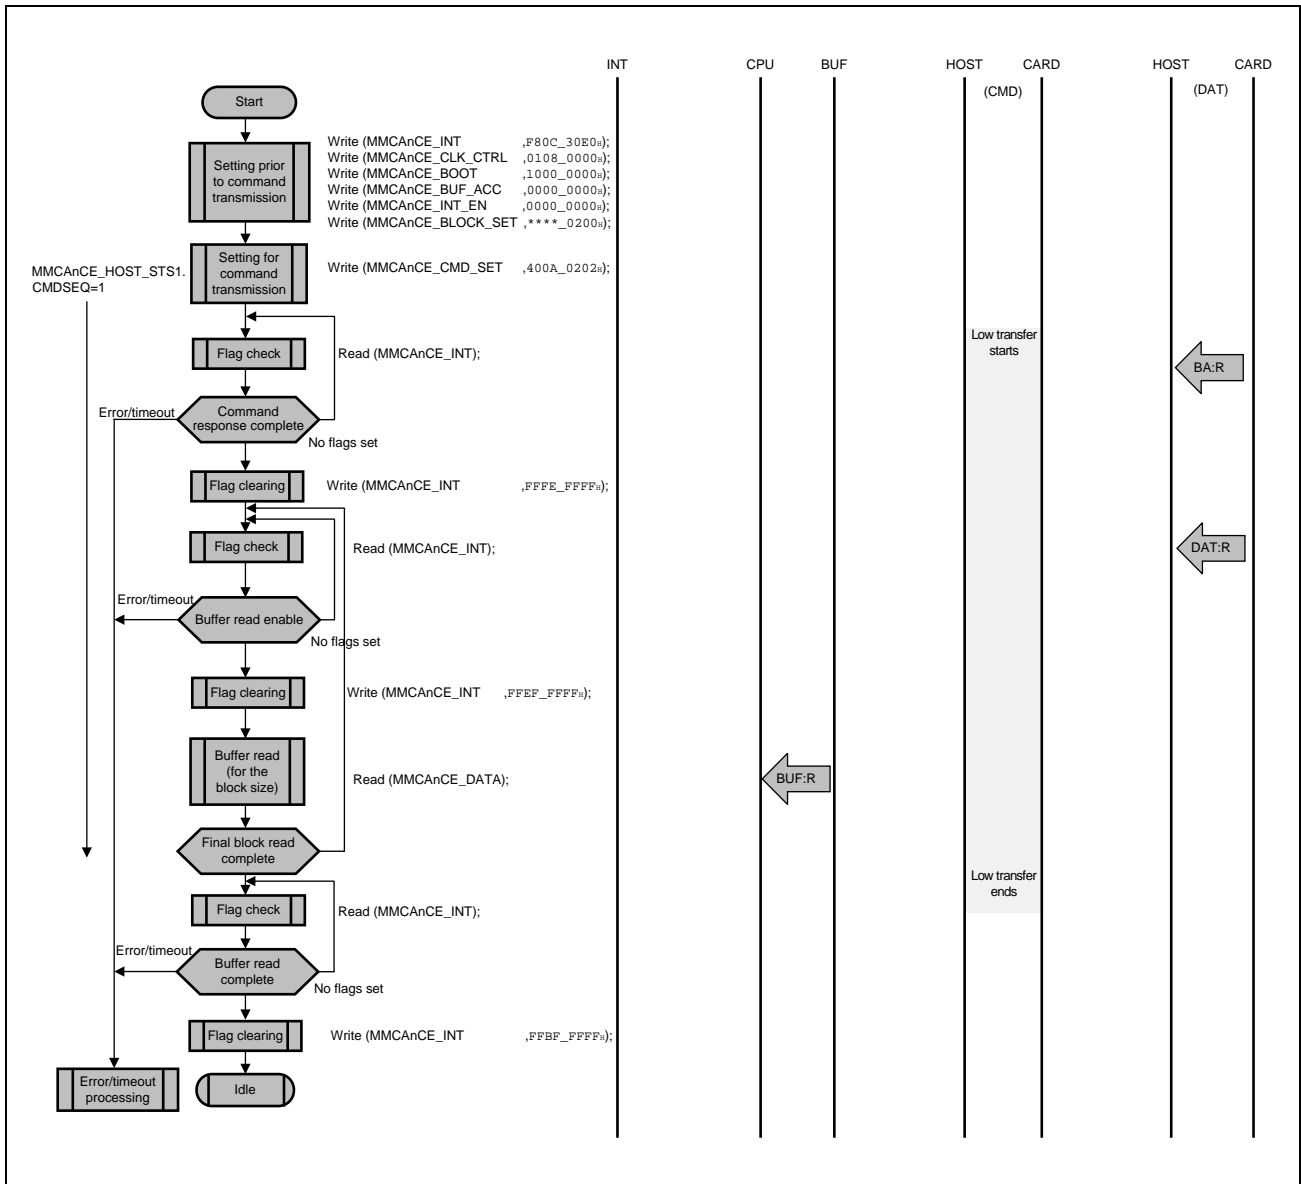 INT CPU BUF HOST CARD HOST CARD
(CMD) (DAT)
Start
Setting prior
to command
transmission
Write (MMCAnCE_INT ,F80C_30E0H);
Write (MMCAnCE_CLK_CTRL ,0108_0000H);
Write (MMCAnCE_BOOT ,1000_0000H);
Write (MMCAnCE_BUF_ACC ,0000_0000H);
Write (MMCAnCE_INT_EN ,0000_0000H);
Write (MMCAnCE_BLOCK_SET ,****_0200H);
MMCAnCE_HOST_STS1.
CMDSEQ=1
Setting for
command
transmission
Write (MMCAnCE_CMD_SET ,400A_0202H);
Low transfer
starts
Flag check
Read (MMCAnCE_INT);
BA:R
Error/timeout
Command
response complete
No flags set
Flag clearing
Write (MMCAnCE_INT ,FFFE_FFFFH);
Flag check
Read (MMCAnCE_INT);
DAT:R
Error/timeout
Buffer read enable
No flags set
Flag clearing
Write (MMCAnCE_INT ,FFEF_FFFFH);
Buffer read
(for the
block size)
Read (MMCAnCE_DATA);
BUF:R
Final block read
complete
Low transfer
ends
Flag check
Read (MMCAnCE_INT);
Error/timeout
Buffer read
complete
No flags set
Flag clearing
Write (MMCAnCE_INT ,FFBF_FFFFH);
Error/timeout
processing
Idle